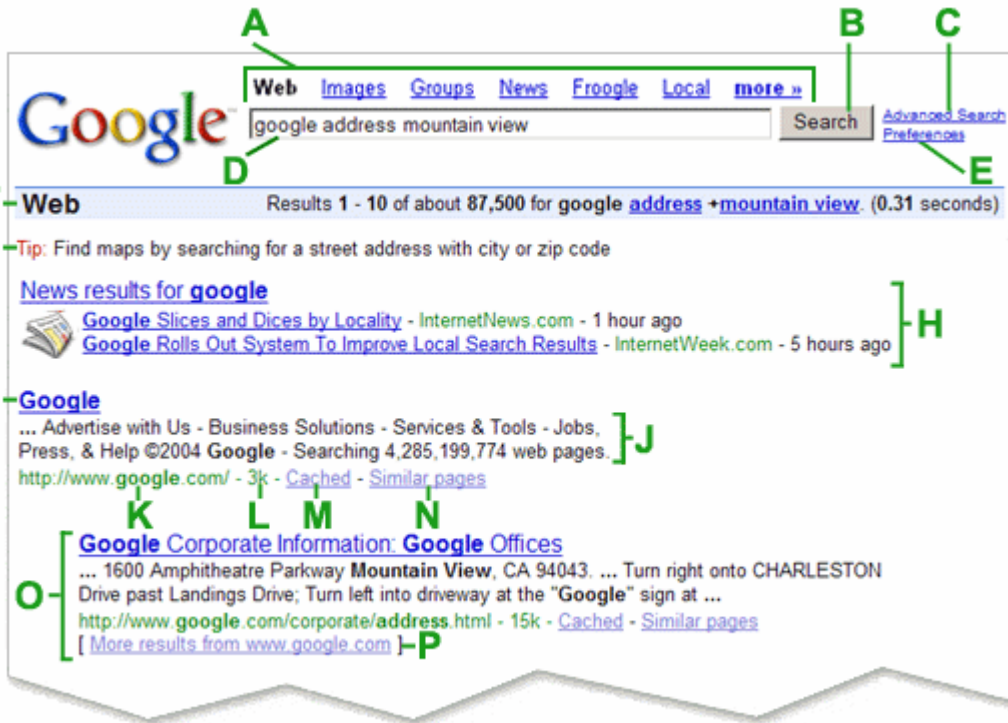 A B C
Web Images Groups News Froogle Local more »
Google™ google address mountain view Search Advanced Search
Preferences
D E
Web Results 1 - 10 of about 87,500 for google address +mountain view. (0.31 seconds)
Tip: Find maps by searching for a street address with city or zip code
News results for google
Google Slices and Dices by Locality - InternetNews.com - 1 hour ago
H
Google Rolls Out System To Improve Local Search Results - InternetWeek.com - 5 hours ago
Google
... Advertise with Us - Business Solutions - Services & Tools - Jobs,
J
Press, & Help ©2004 Google - Searching 4,285,199,774 web pages.
http://www.google.com/ - 3k - Cached - Similar pages
K L M N
Google Corporate Information: Google Offices
... 1600 Amphitheatre Parkway Mountain View, CA 94043. ... Turn right onto CHARLESTON
O Drive past Landings Drive; Turn left into driveway at the "Google" sign at ...
http://www.google.com/corporate/address.html - 15k - Cached - Similar pages
[ More results from www.google.com ] P